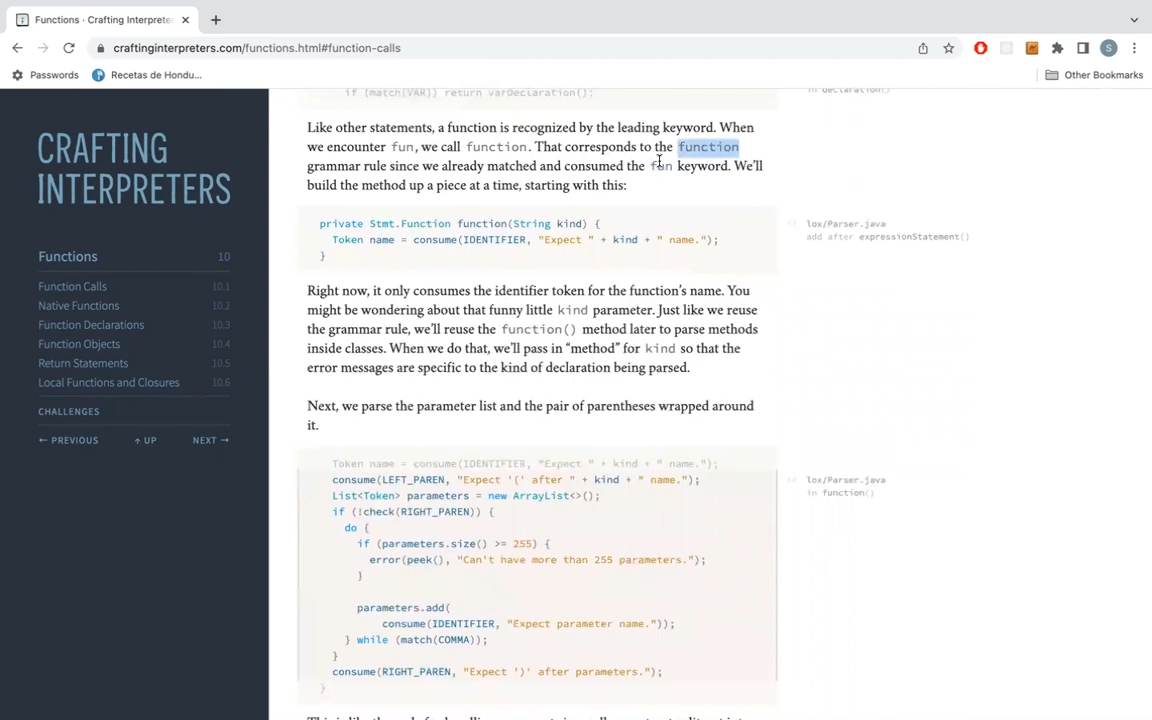 Functions · Crafting Interprete
craftinginterpreters.com/functions.html#function-calls
S
Passwords
Recetas de Hondu...
Other Bookmarks
CRAFTING
INTERPRETERS
Functions 10
Function Calls 10.1
Native Functions 10.2
Function Declarations 10.3
Function Objects 10.4
Return Statements 10.5
Local Functions and Closures 10.6
CHALLENGES
← PREVIOUS ↑ UP NEXT →
if (match(VAR)) return varDeclaration();
in declaration()
Like other statements, a function is recognized by the leading keyword. When
we encounter fun, we call function. That corresponds to the function
grammar rule since we already matched and consumed the fun keyword. We’ll
build the method up a piece at a time, starting with this:
private Stmt.Function function(String kind) {
Token name = consume(IDENTIFIER, "Expect " + kind + " name.");
}
lox/Parser.java
add after expressionStatement()
Right now, it only consumes the identifier token for the function’s name. You
might be wondering about that funny little kind parameter. Just like we reuse
the grammar rule, we’ll reuse the function() method later to parse methods
inside classes. When we do that, we’ll pass in “method” for kind so that the
error messages are specific to the kind of declaration being parsed.
Next, we parse the parameter list and the pair of parentheses wrapped around
it.
Token name = consume(IDENTIFIER, "Expect " + kind + " name.");
consume(LEFT_PAREN, "Expect '(' after " + kind + " name.");
List<Token> parameters = new ArrayList<>();
if (!check(RIGHT_PAREN)) {
do {
if (parameters.size() >= 255) {
error(peek(), "Can't have more than 255 parameters.");
}
parameters.add(
consume(IDENTIFIER, "Expect parameter name."));
} while (match(COMMA));
}
consume(RIGHT_PAREN, "Expect ')' after parameters.");
}
lox/Parser.java
in function()